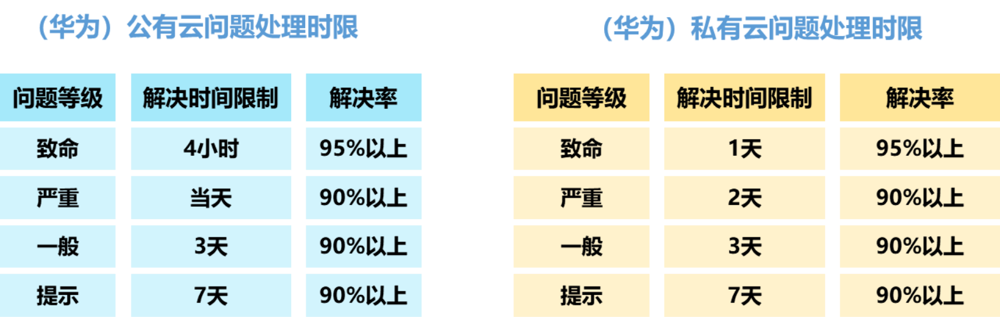 （华为）公有云问题处理时限
问题等级 解决时间限制 解决率
致命 4小时 95%以上
严重 当天 90%以上
一般 3天 90%以上
提示 7天 90%以上
（华为）私有云问题处理时限
问题等级 解决时间限制 解决率
致命 1天 95%以上
严重 2天 90%以上
一般 3天 90%以上
提示 7天 90%以上